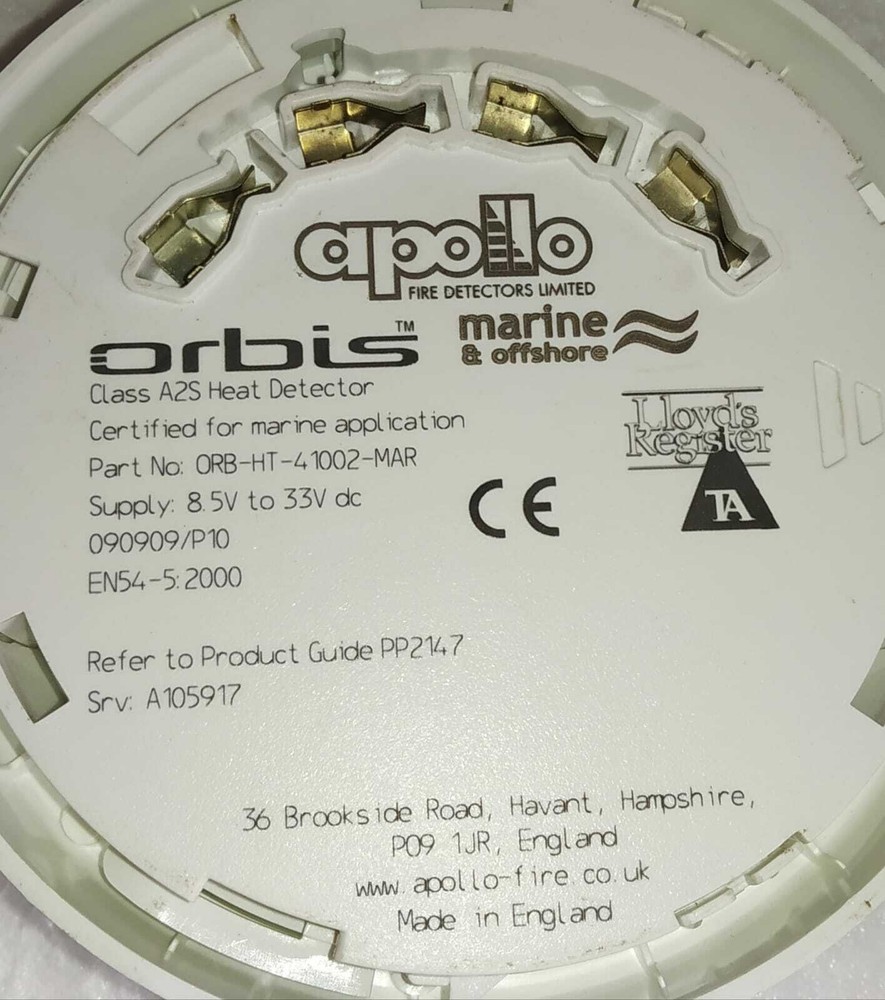 apollo
FIRE DETECTORS LIMITED
orbis™
marine
& offshore
Class A2S Heat Detector
Certified for marine application
Part No: ORB-HT-41002-MAR
Supply: 8.5V to 33V dc
090909/P10
EN54-5:2000
Lloyd's
Register
TA
CE
Refer to Product Guide PP2147
Srv: A105917
36 Brookside Road, Havant, Hampshire,
PO9 1JR, England
www.apollo-fire.co.uk
Made in England